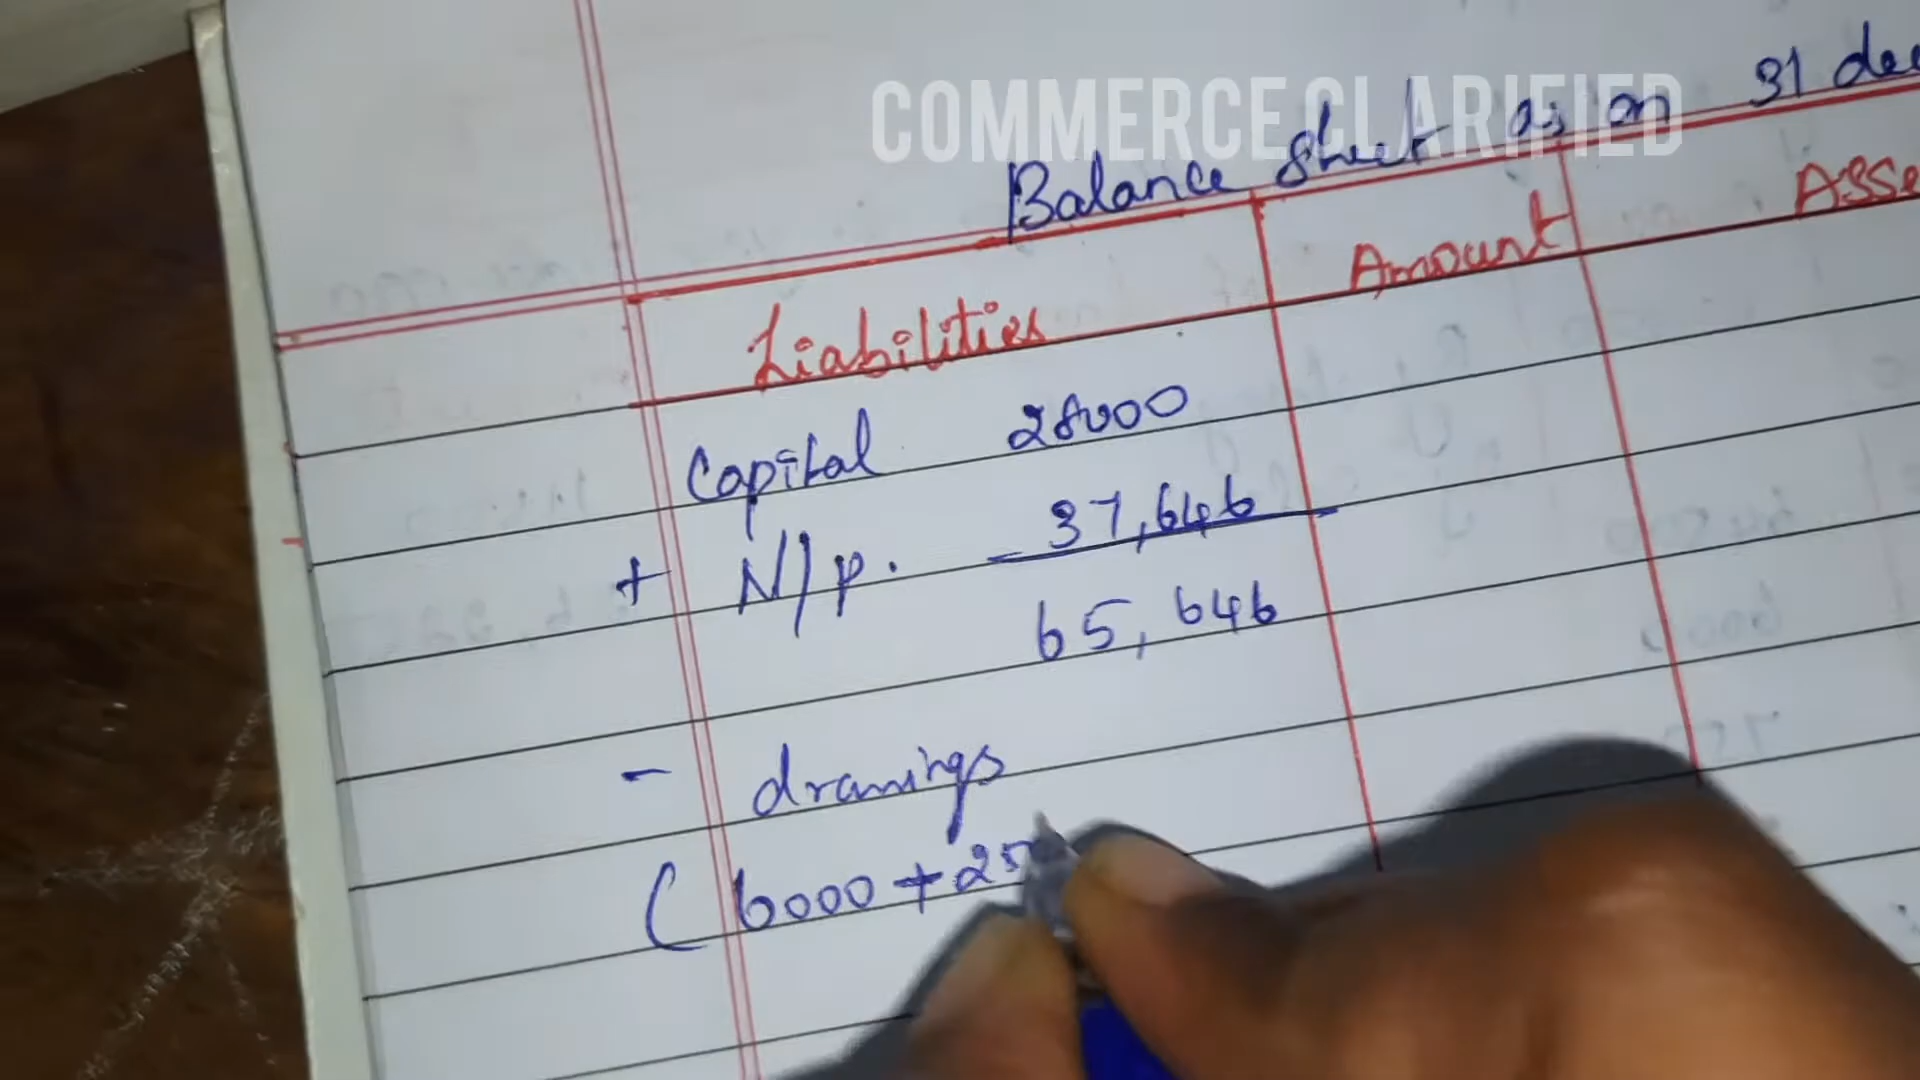 COMMERCE CLARIFIED
Balance sheet as on 31 dec
Liabilities Amount Asse
Capital 28000
+ N/p. 37,646
65,646
- drawings
( 6000 + 25